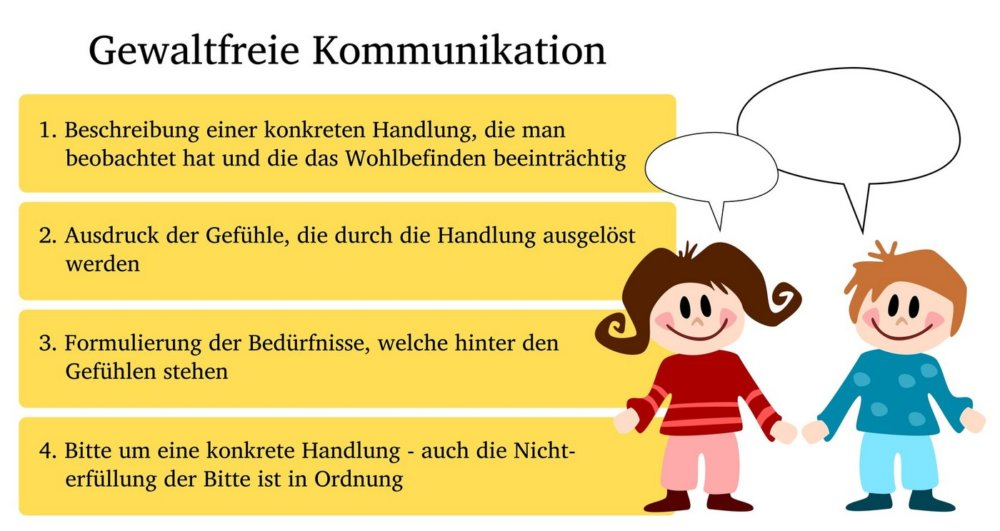 Gewaltfreie Kommunikation
1. Beschreibung einer konkreten Handlung, die man
beobachtet hat und die das Wohlbefinden beeinträchtig
2. Ausdruck der Gefühle, die durch die Handlung ausgelöst
werden
3. Formulierung der Bedürfnisse, welche hinter den
Gefühlen stehen
4. Bitte um eine konkrete Handlung - auch die Nicht-
erfüllung der Bitte ist in Ordnung